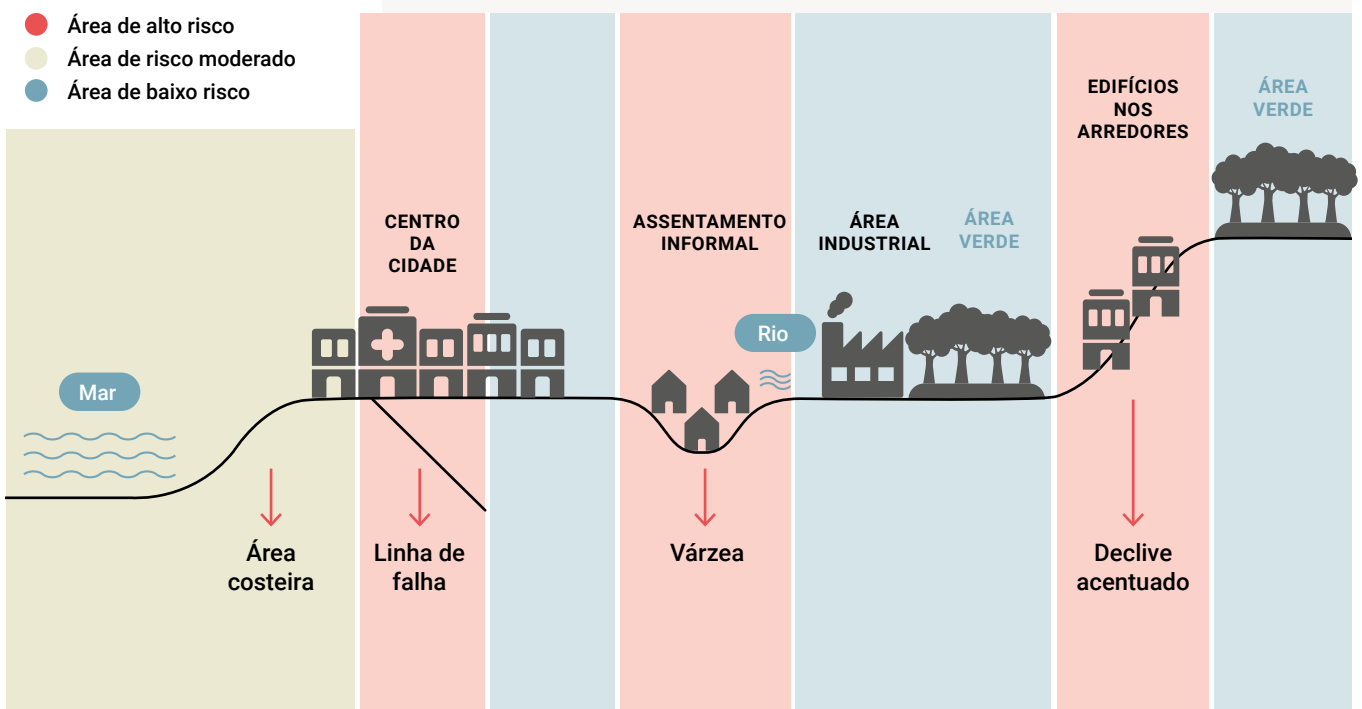 Área de alto risco
Área de risco moderado
Área de baixo risco
EDIFÍCIOS
NOS
ARREDORES
ÁREA
VERDE
CENTRO
DA
CIDADE
ASSENTAMENTO
INFORMAL
ÁREA
INDUSTRIAL
ÁREA
VERDE
Rio
Mar
Área
costeira
Linha de
falha
Várzea
Declive
acentuado